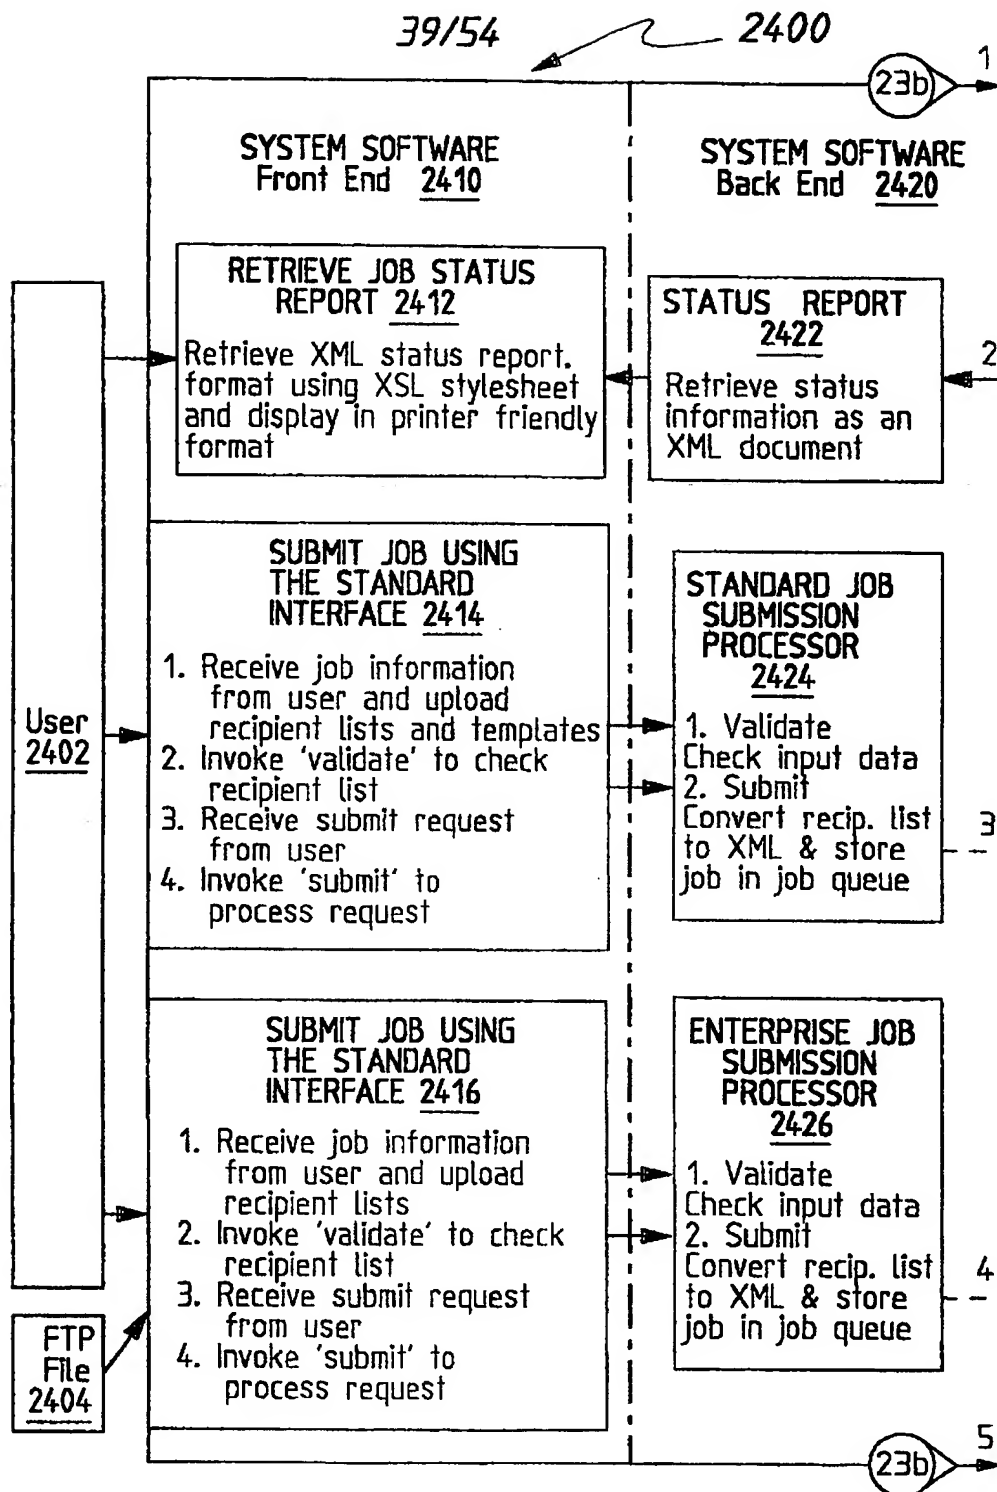 39/54
2400
23b
1
SYSTEM SOFTWARE
Front End 2410
SYSTEM SOFTWARE
Back End 2420
RETRIEVE JOB STATUS
REPORT 2412
Retrieve XML status report.
format using XSL stylesheet
and display in printer friendly
format
STATUS REPORT
2422
Retrieve status
information as an
XML document
2
User
2402
SUBMIT JOB USING
THE STANDARD
INTERFACE 2414
1. Receive job information
from user and upload
recipient lists and templates
2. Invoke 'validate' to check
recipient list
3. Receive submit request
from user
4. Invoke 'submit' to
process request
STANDARD JOB
SUBMISSION
PROCESSOR
2424
1. Validate
Check input data
2. Submit
Convert recip. list
to XML & store
job in job queue
3
SUBMIT JOB USING
THE STANDARD
INTERFACE 2416
1. Receive job information
from user and upload
recipient lists
2. Invoke 'validate' to check
recipient list
3. Receive submit request
from user
4. Invoke 'submit' to
process request
ENTERPRISE JOB
SUBMISSION
PROCESSOR
2426
1. Validate
Check input data
2. Submit
Convert recip. list
to XML & store
job in job queue
4
FTP
File
2404
23b
5